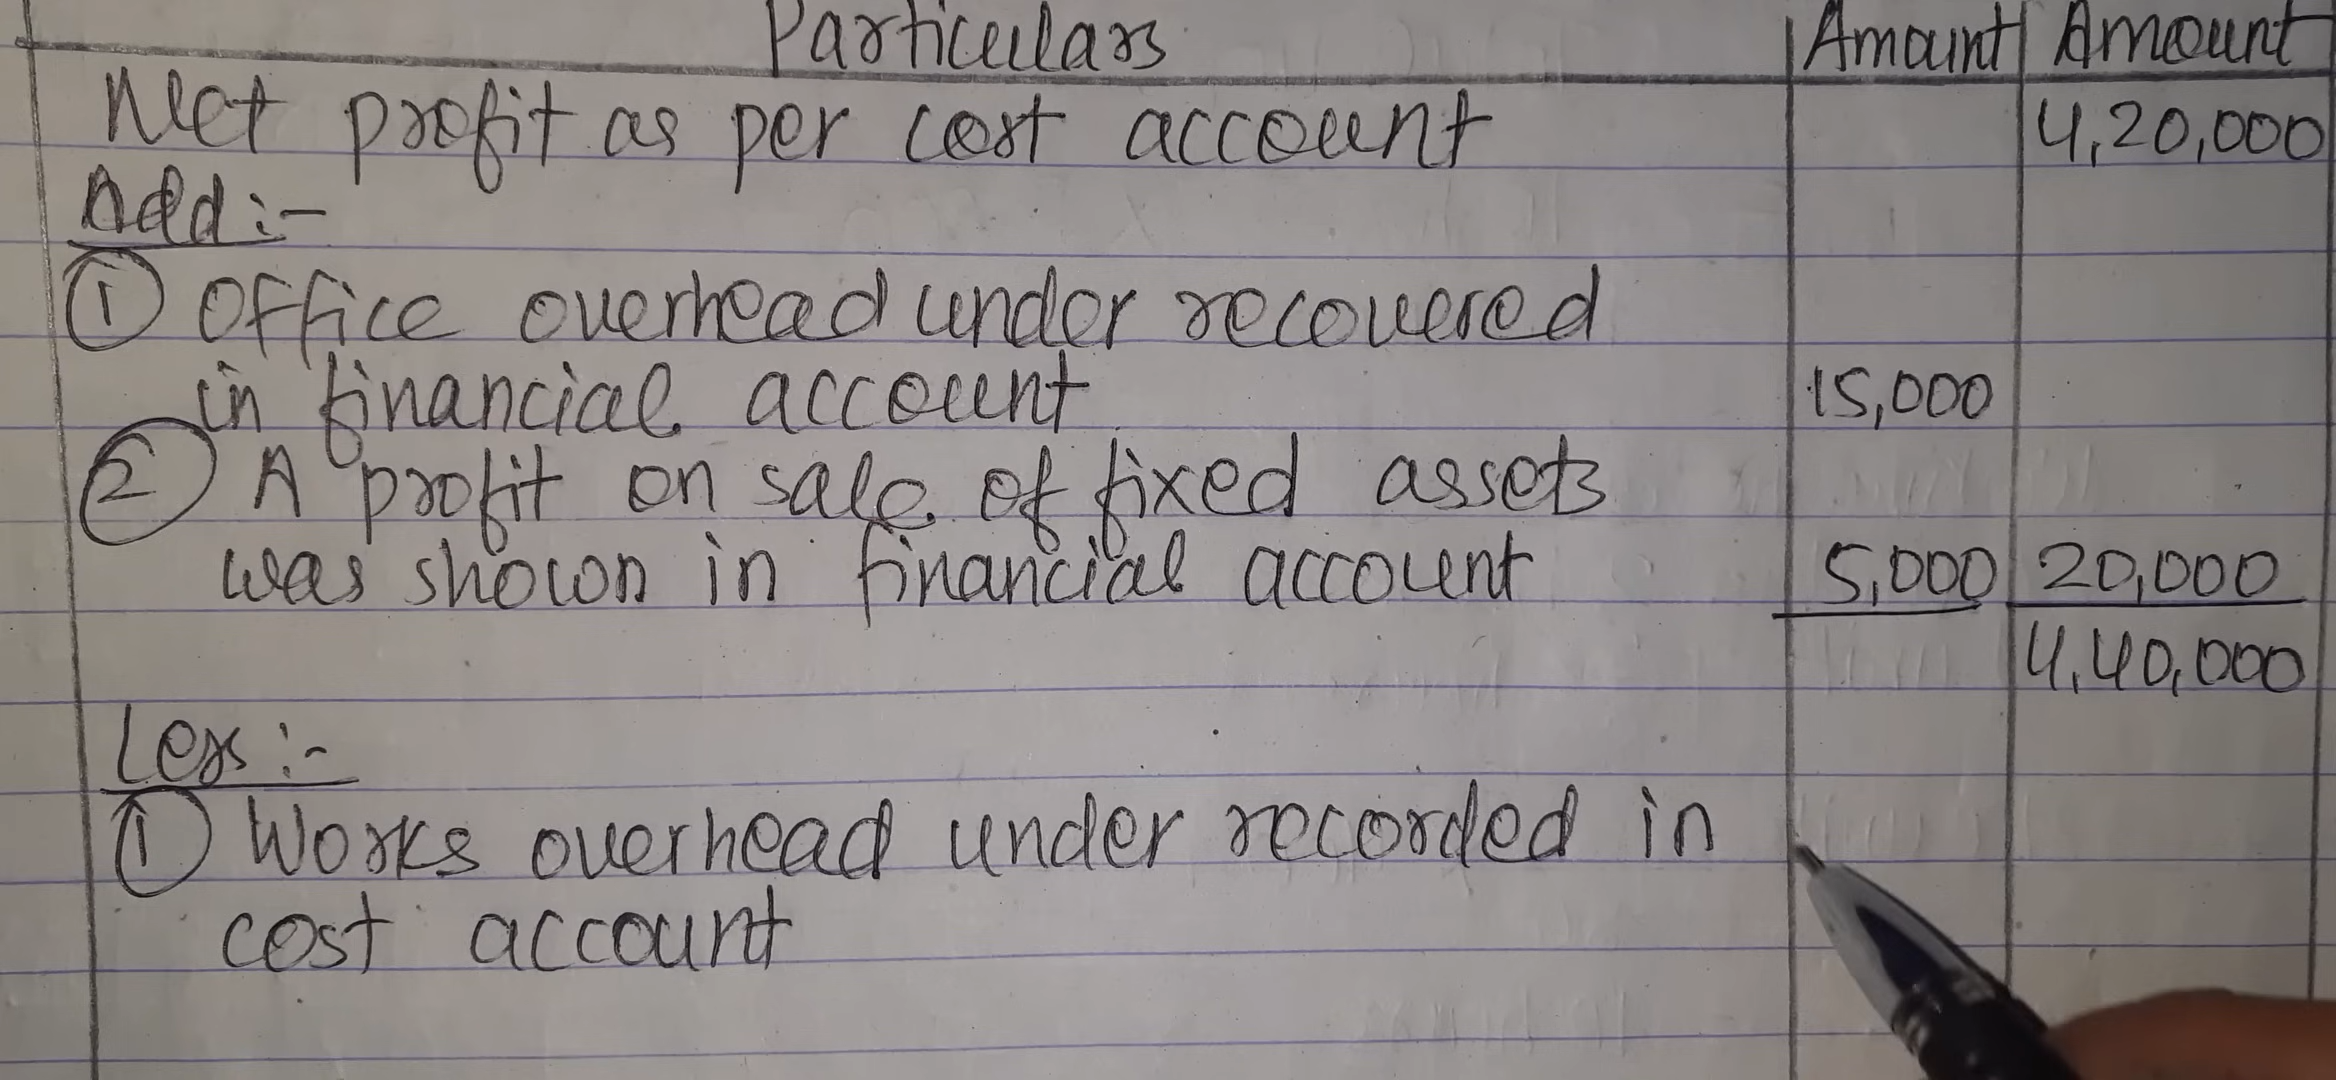 Particulars Amount Amount
Net profit as per cost account 4,20,000
Add :-
① Office overhead under recovered
in financial account 15,000
② A profit on sale of fixed assets
was shown in financial account 5,000 20,000
4,40,000
Less :-
① Works overhead under recorded in
cost account